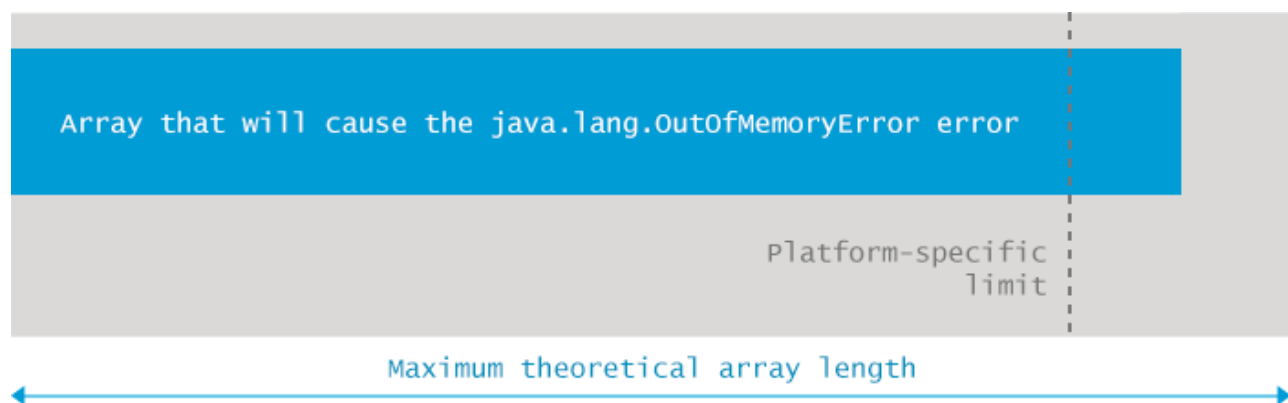 Array that will cause the java.lang.OutOfMemoryError error
Platform-specific
limit
Maximum theoretical array length